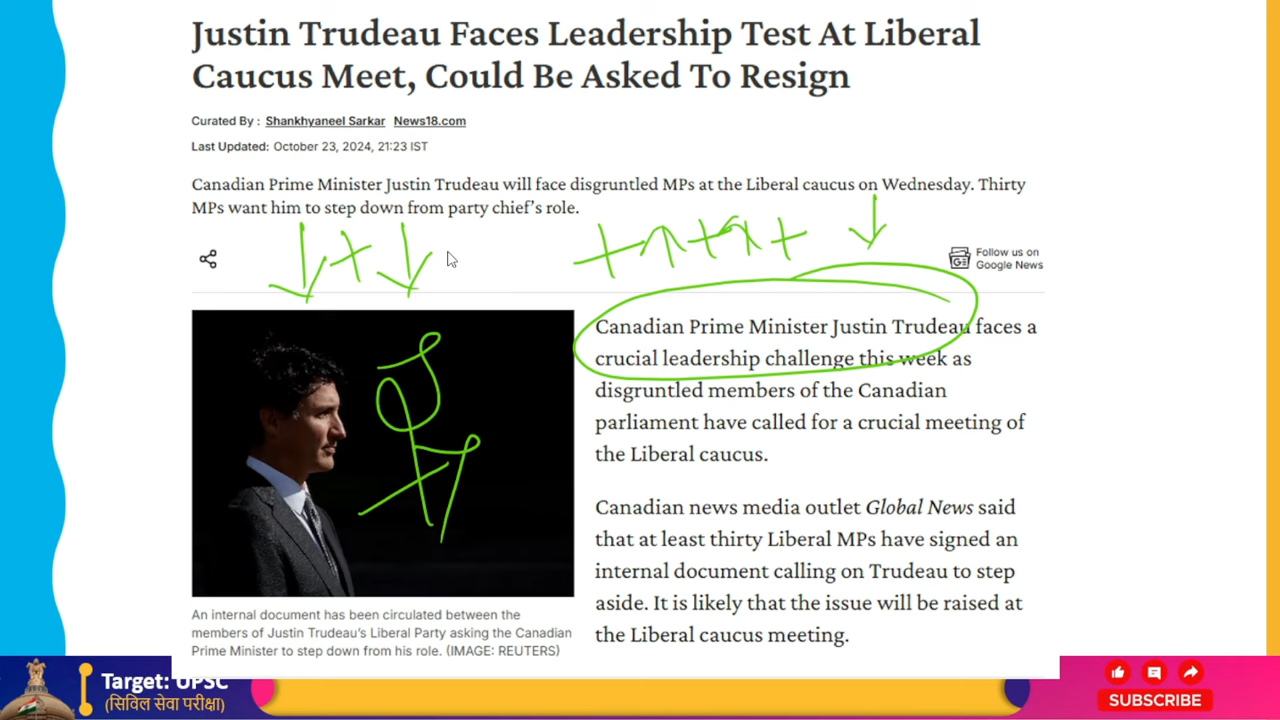 Justin Trudeau Faces Leadership Test At Liberal
Caucus Meet, Could Be Asked To Resign
Curated By : Shankhyaneel Sarkar News18.com
Last Updated: October 23, 2024, 21:23 IST
Canadian Prime Minister Justin Trudeau will face disgruntled MPs at the Liberal caucus on Wednesday. Thirty
MPs want him to step down from party chief's role.
Follow us on
Google News
Canadian Prime Minister Justin Trudeau faces a
crucial leadership challenge this week as
disgruntled members of the Canadian
parliament have called for a crucial meeting of
the Liberal caucus.
Canadian news media outlet Global News said
that at least thirty Liberal MPs have signed an
internal document calling on Trudeau to step
aside. It is likely that the issue will be raised at
the Liberal caucus meeting.
An internal document has been circulated between the
members of Justin Trudeau's Liberal Party asking the Canadian
Prime Minister to step down from his role. (IMAGE: REUTERS)
Target: UPSC
(सिविल सेवा परीक्षा)
SUBSCRIBE